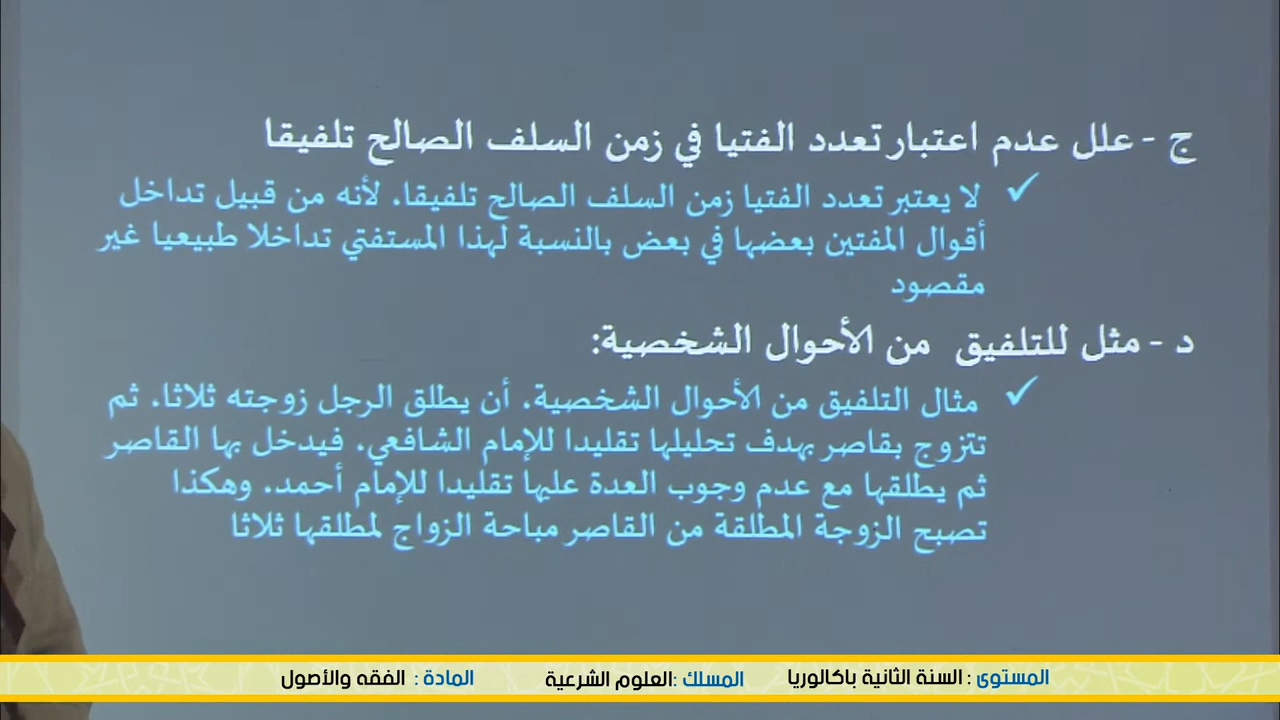 ج - علل عدم اعتبار تعدد الفتيا في زمن السلف الصالح تلفيقا
✓ لا يعتبر تعدد الفتيا زمن السلف الصالح تلفيقا. لأنه من قبيل تداخل
أقوال المفتين بعضها في بعض بالنسبة لهذا المستفتي تداخلا طبيعيا غير
مقصود
د - مثل للتلفيق من الأحوال الشخصية:
✓ مثال التلفيق من الأحوال الشخصية. أن يطلق الرجل زوجته ثلاثا. ثم
تتزوج بقاصر بهدف تحليلها تقليدا للإمام الشافعي. فيدخل بها القاصر
ثم يطلقها مع عدم وجوب العدة عليها تقليدا للإمام أحمد. وهكذا
تصبح الزوجة المطلقة من القاصر مباحة الزواج لمطلقها ثلاثا
المستوى : السنة الثانية باكالوريا المسلك :العلوم الشرعية المادة : الفقه والأصول